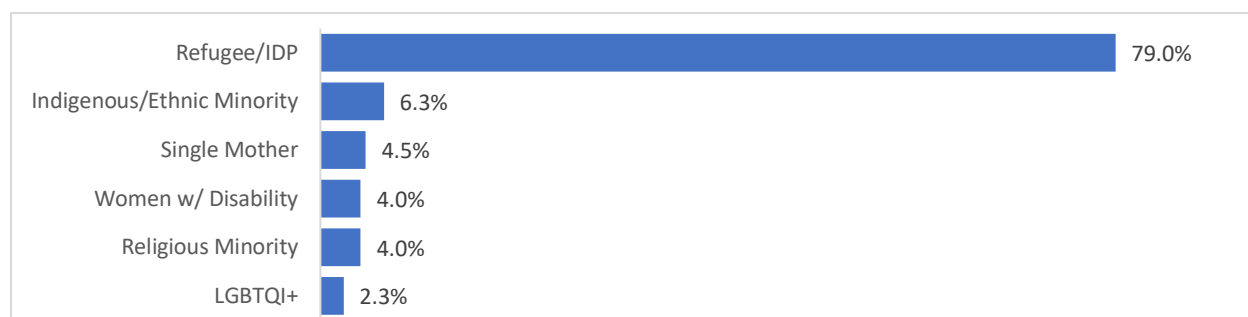 Refugee/IDP 79.0%
Indigenous/Ethnic Minority 6.3%
Single Mother 4.5%
Women w/ Disability 4.0%
Religious Minority 4.0%
LGBTQI+ 2.3%